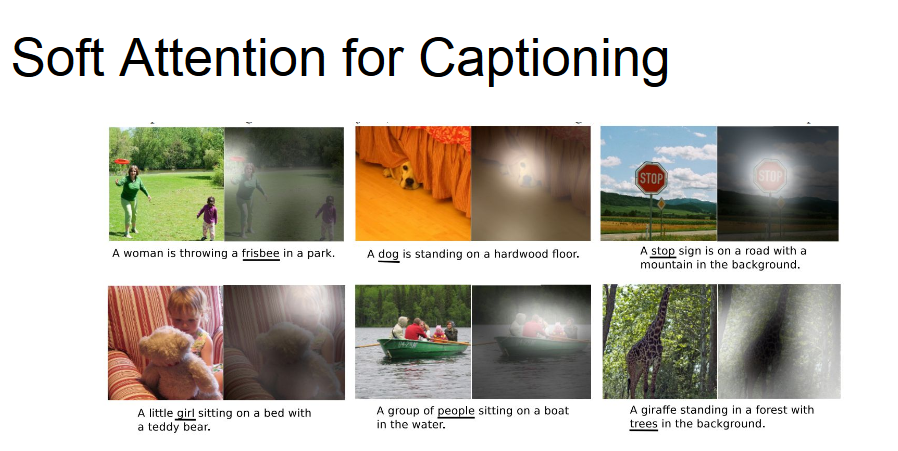 Soft Attention for Captioning
STOP
STOP
A woman is throwing a frisbee in a park.
A dog is standing on a hardwood floor.
A stop sign is on a road with a
mountain in the background.
A little girl sitting on a bed with
a teddy bear.
A group of people sitting on a boat
in the water.
A giraffe standing in a forest with
trees in the background.